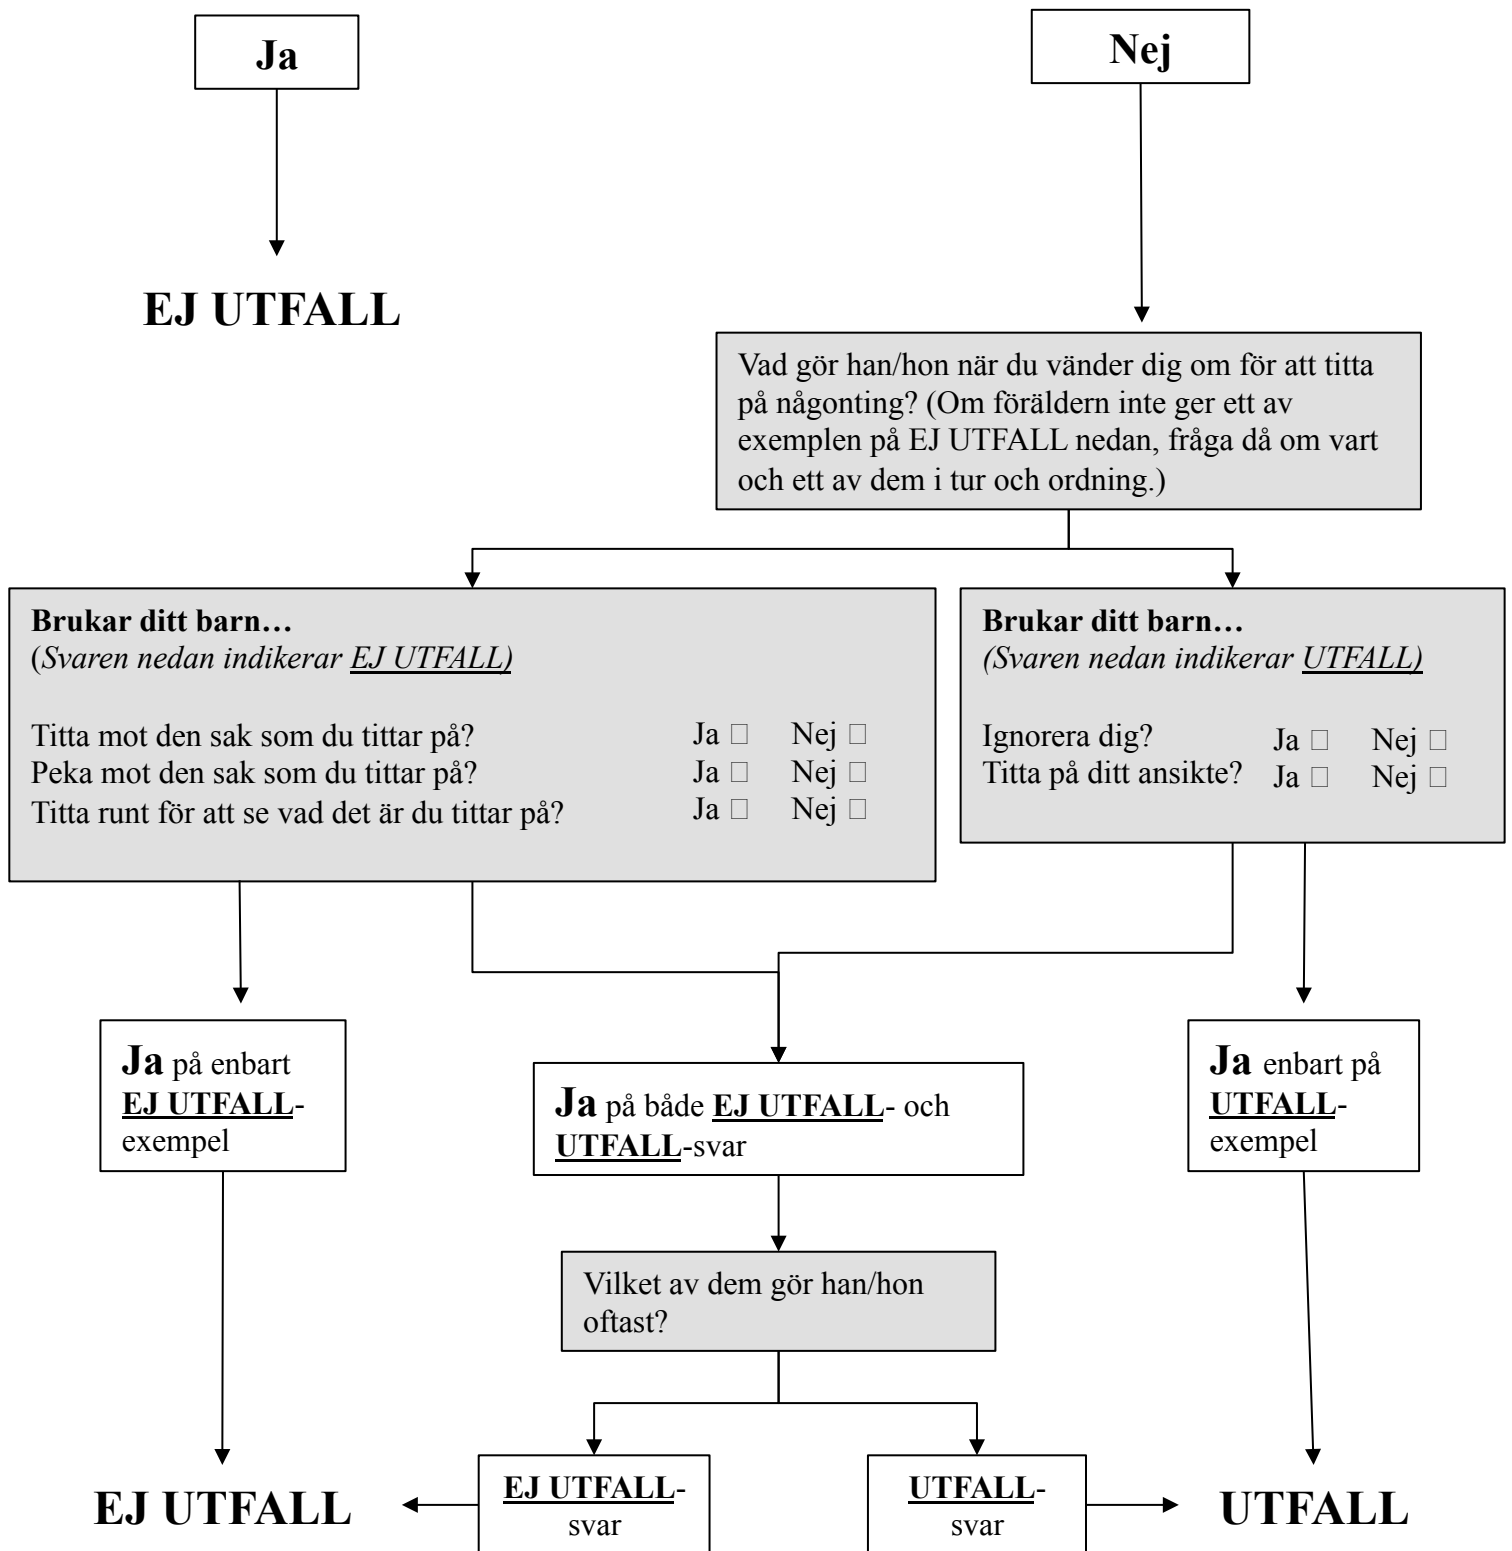 Ja
Nej
EJ UTFALL
Vad gör han/hon när du vänder dig om för att titta
på någonting? (Om föräldern inte ger ett av
exemplen på EJ UTFALL nedan, fråga då om vart
och ett av dem i tur och ordning.)
Brukar ditt barn…
(Svaren nedan indikerar EJ UTFALL)
Titta mot den sak som du tittar på? Ja □ Nej □
Peka mot den sak som du tittar på? Ja □ Nej □
Titta runt för att se vad det är du tittar på? Ja □ Nej □
Brukar ditt barn…
(Svaren nedan indikerar UTFALL)
Ignorera dig? Ja □ Nej □
Titta på ditt ansikte? Ja □ Nej □
Ja på enbart
EJ UTFALL-
exempel
Ja på både EJ UTFALL- och
UTFALL-svar
Ja enbart på
UTFALL-
exempel
Vilket av dem gör han/hon
oftast?
EJ UTFALL
EJ UTFALL-
svar
UTFALL-
svar
UTFALL